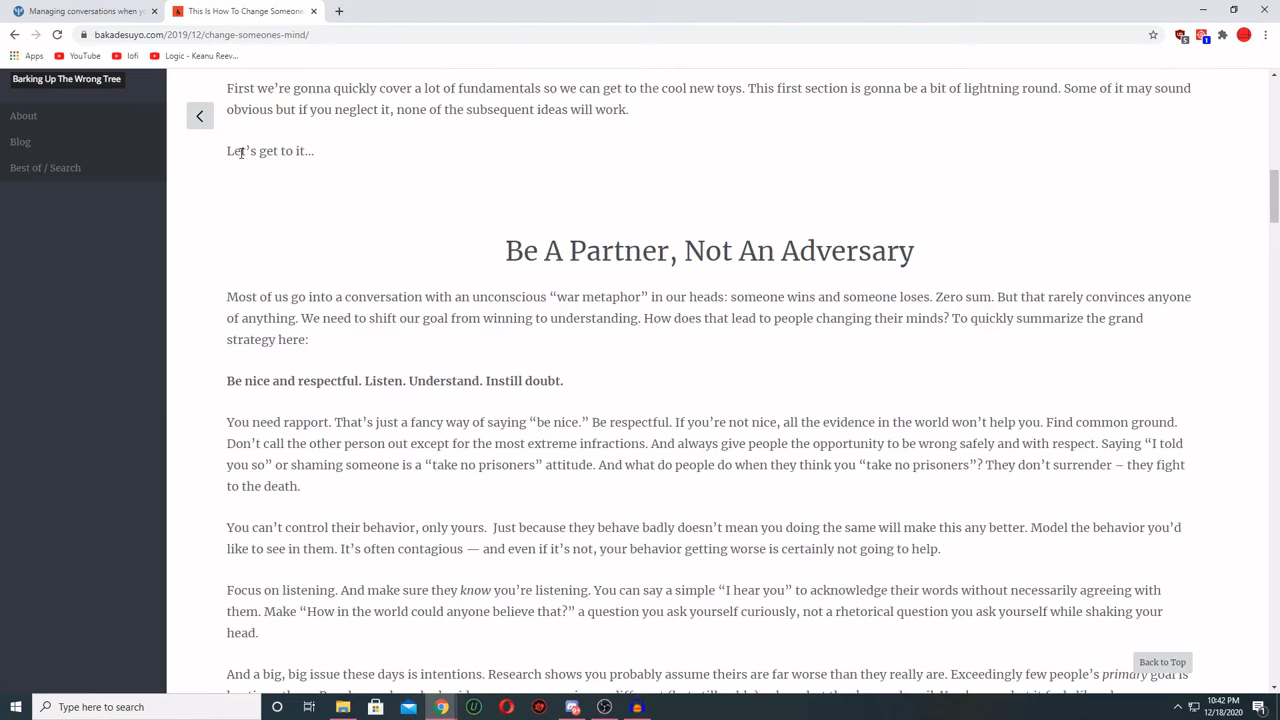 Managing conversations when y
This Is How To Change Someone
bakadesuyo.com/2019/12/change-someones-mind/
Apps
YouTube
lofi
Logic - Keanu Reev...
Barking Up The Wrong Tree
About
Blog
Best of / Search
First we’re gonna quickly cover a lot of fundamentals so we can get to the cool new toys. This first section is gonna be a bit of lightning round. Some of it may sound
obvious but if you neglect it, none of the subsequent ideas will work.
Let’s get to it…
Be A Partner, Not An Adversary
Most of us go into a conversation with an unconscious “war metaphor” in our heads: someone wins and someone loses. Zero sum. But that rarely convinces anyone
of anything. We need to shift our goal from winning to understanding. How does that lead to people changing their minds? To quickly summarize the grand
strategy here:
Be nice and respectful. Listen. Understand. Instill doubt.
You need rapport. That’s just a fancy way of saying “be nice.” Be respectful. If you’re not nice, all the evidence in the world won’t help you. Find common ground.
Don’t call the other person out except for the most extreme infractions. And always give people the opportunity to be wrong safely and with respect. Saying “I told
you so” or shaming someone is a “take no prisoners” attitude. And what do people do when they think you “take no prisoners”? They don’t surrender – they fight
to the death.
You can’t control their behavior, only yours.  Just because they behave badly doesn’t mean you doing the same will make this any better. Model the behavior you’d
like to see in them. It’s often contagious — and even if it’s not, your behavior getting worse is certainly not going to help.
Focus on listening. And make sure they know you’re listening. You can say a simple “I hear you” to acknowledge their words without necessarily agreeing with
them. Make “How in the world could anyone believe that?” a question you ask yourself curiously, not a rhetorical question you ask yourself while shaking your
head.
Back to Top
And a big, big issue these days is intentions. Research shows you probably assume theirs are far worse than they really are. Exceedingly few people’s primary goal is
Type here to search
10:42 PM
12/18/2020